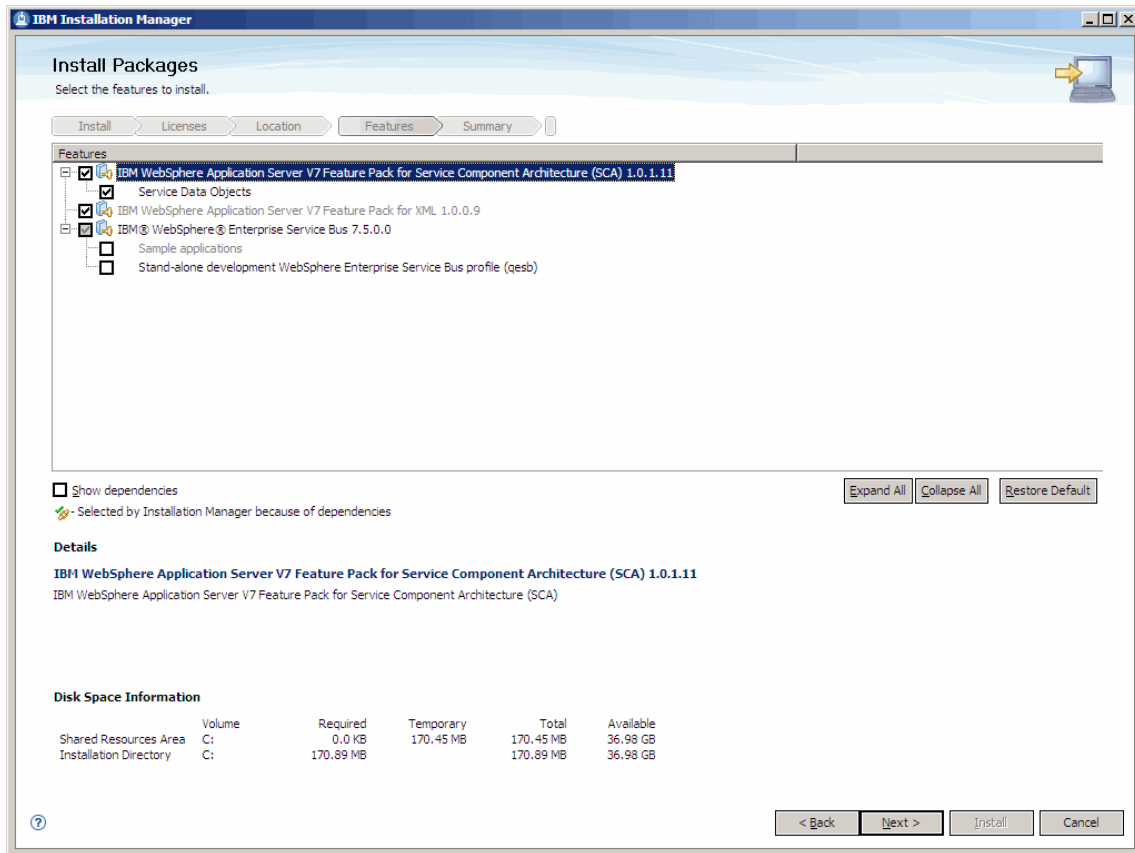 IBM Installation Manager
Install Packages
Select the features to install.
Install Licenses Location Features Summary
Features
IBM WebSphere Application Server V7 Feature Pack for Service Component Architecture (SCA) 1.0.1.11
Service Data Objects
IBM WebSphere Application Server V7 Feature Pack for XML 1.0.0.9
IBM® WebSphere® Enterprise Service Bus 7.5.0.0
Sample applications
Stand-alone development WebSphere Enterprise Service Bus profile (qesb)
Show dependencies Expand All Collapse All Restore Default
- Selected by Installation Manager because of dependencies
Details
IBM WebSphere Application Server V7 Feature Pack for Service Component Architecture (SCA) 1.0.1.11
IBM WebSphere Application Server V7 Feature Pack for Service Component Architecture (SCA)
Disk Space Information
Volume Required Temporary Total Available
Shared Resources Area C: 0.0 KB 170.45 MB 170.45 MB 36.98 GB
Installation Directory C: 170.89 MB 170.89 MB 36.98 GB
? < Back Next > Install Cancel